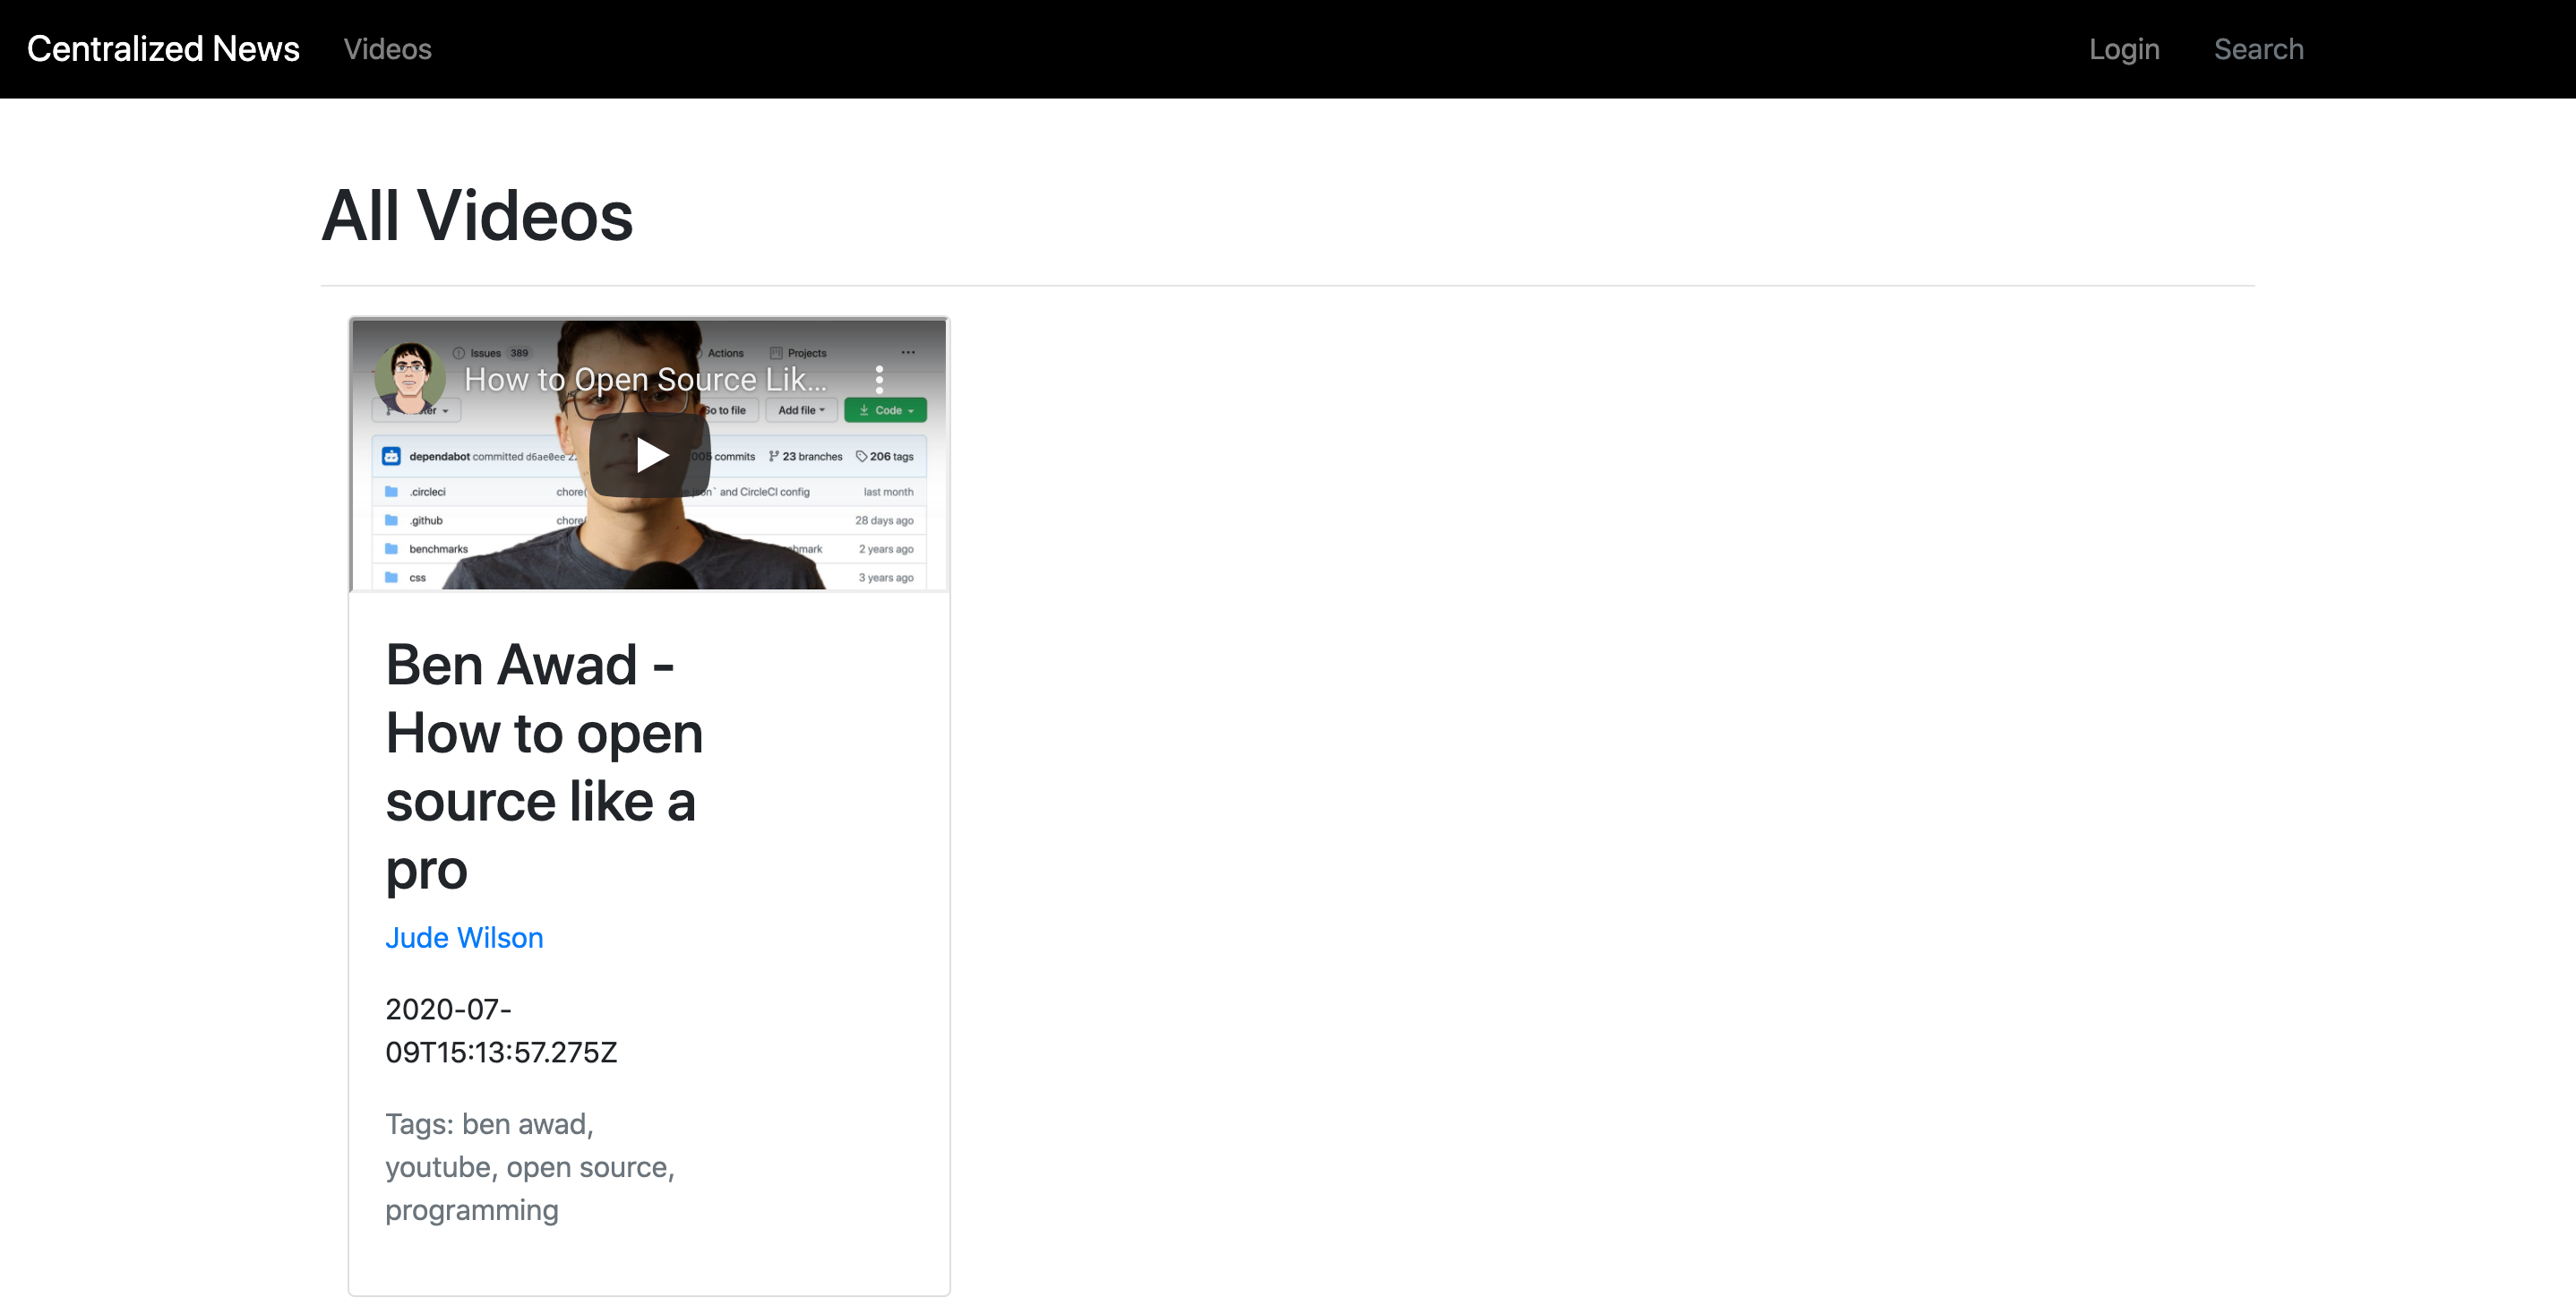 Centralized News Videos Login Search
All Videos
Issues 389 Actions Projects
How to Open Source Lik...
Go to file Add file Code
dependabot committed d6ae0ee commits 23 branches 206 tags
.circleci chore( and CircleCI config last month
.github chore( 28 days ago
benchmarks 2 years ago
css 3 years ago
Ben Awad -
How to open
source like a
pro
Jude Wilson
2020-07-
09T15:13:57.275Z
Tags: ben awad,
youtube, open source,
programming